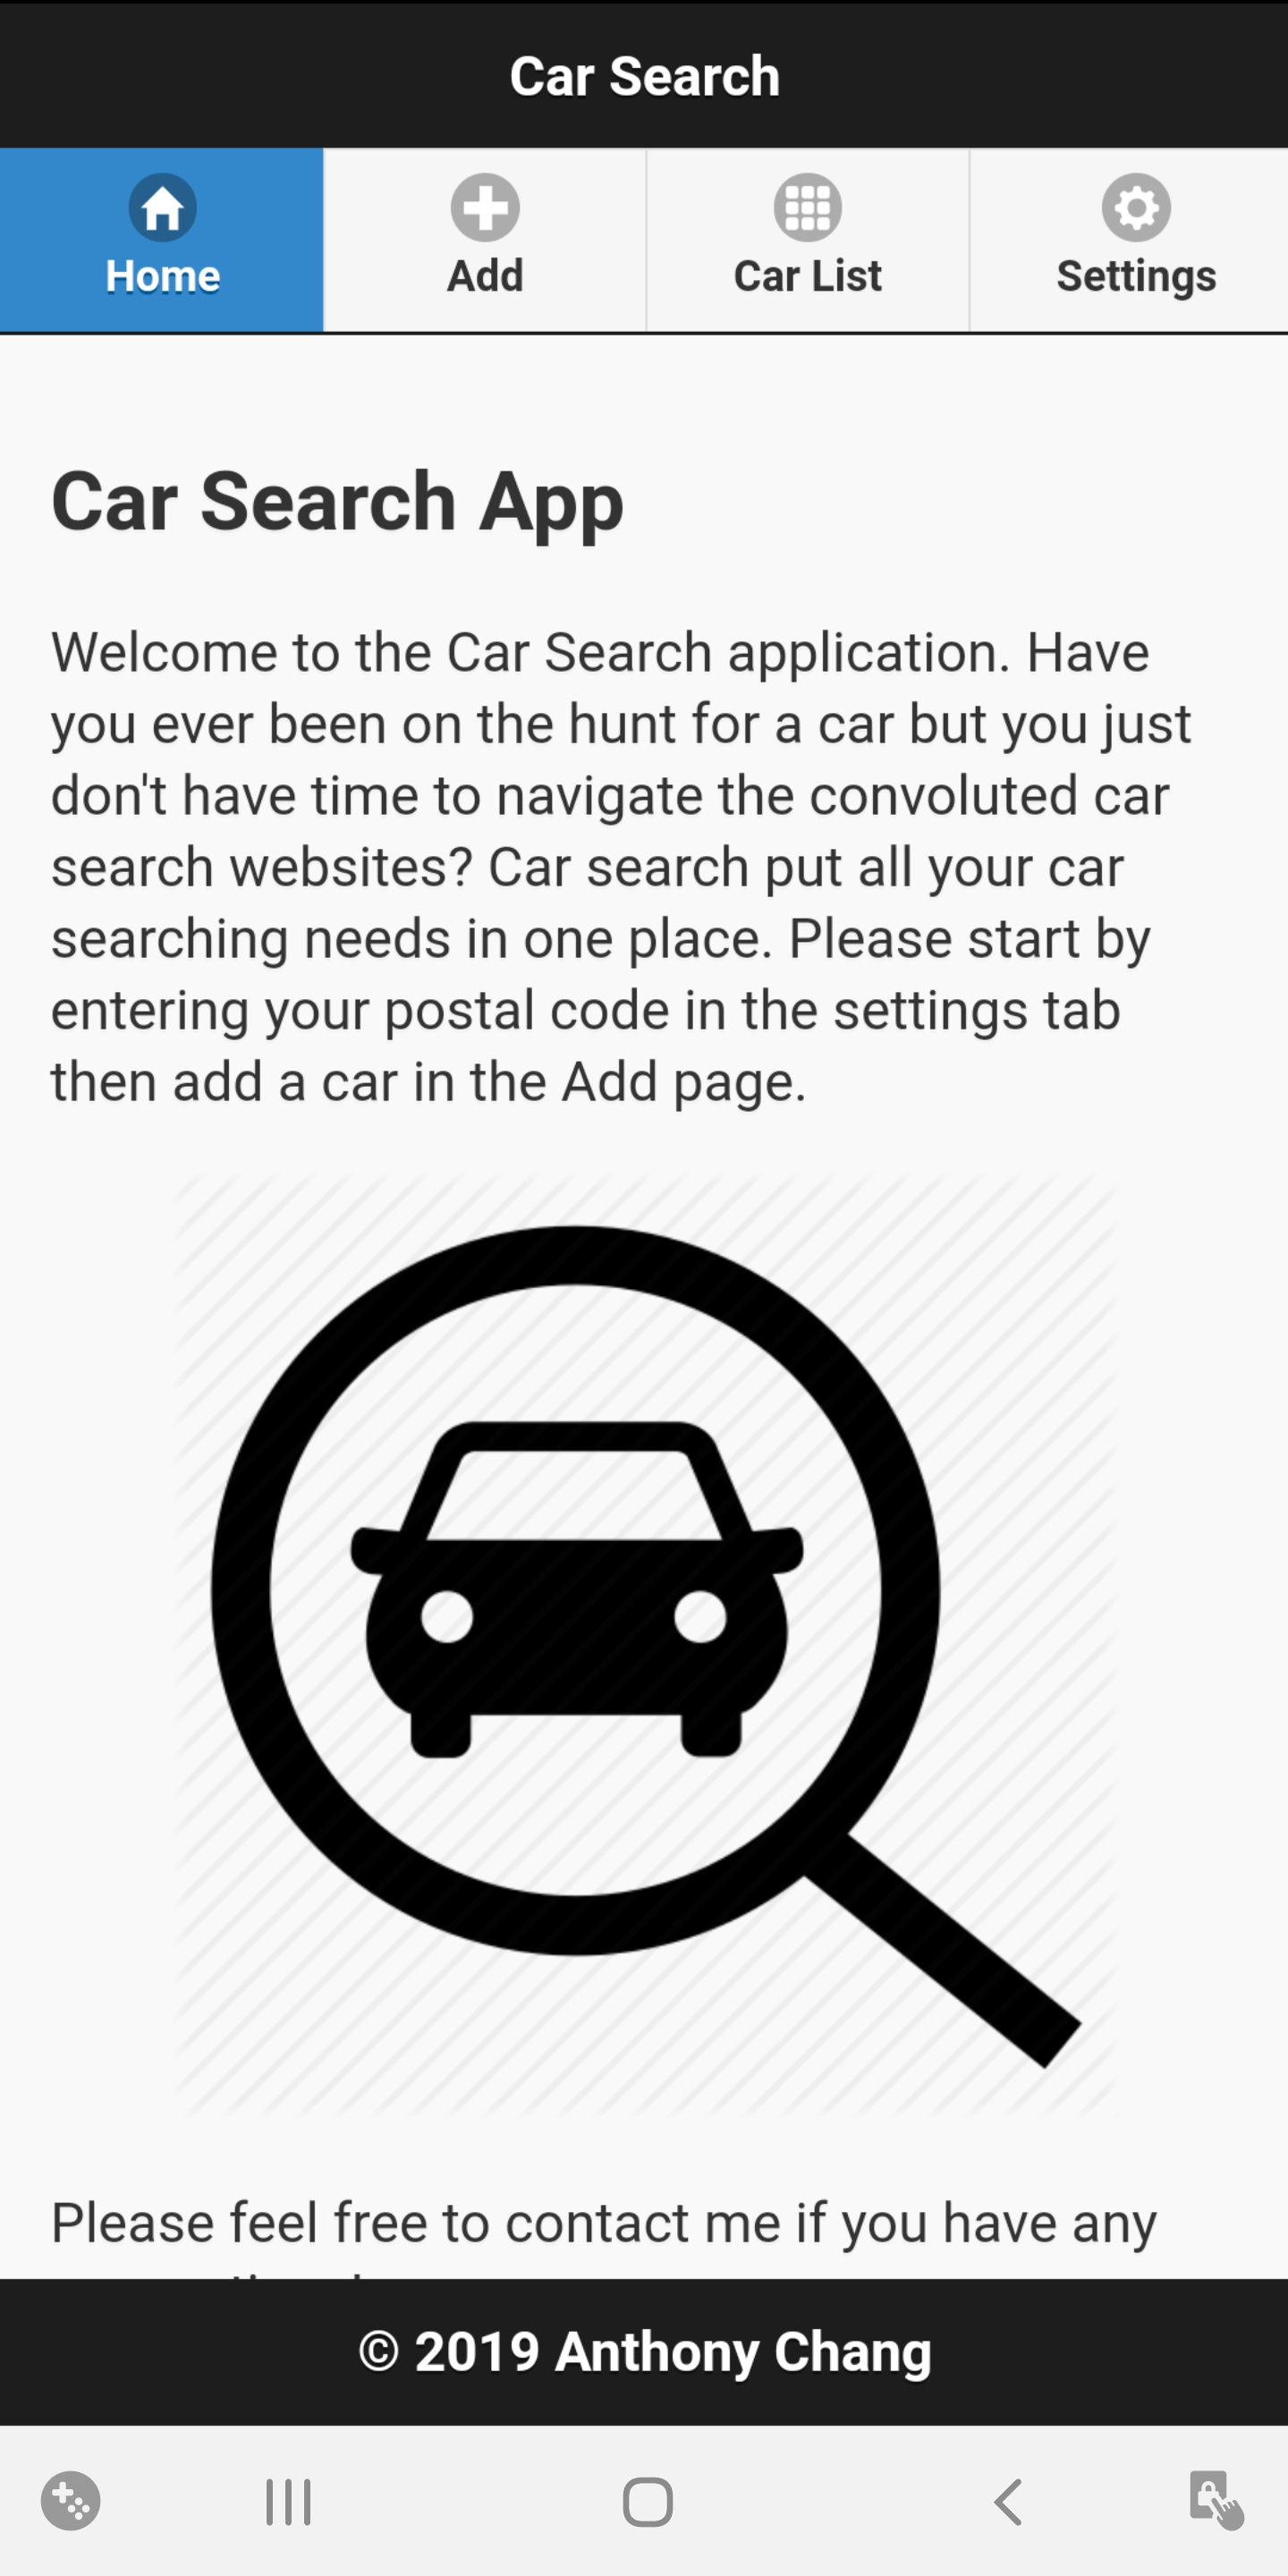 Car Search
Home
Add
Car List
Settings
Car Search App
Welcome to the Car Search application. Have
you ever been on the hunt for a car but you just
don't have time to navigate the convoluted car
search websites? Car search put all your car
searching needs in one place. Please start by
entering your postal code in the settings tab
then add a car in the Add page.
Please feel free to contact me if you have any
© 2019 Anthony Chang